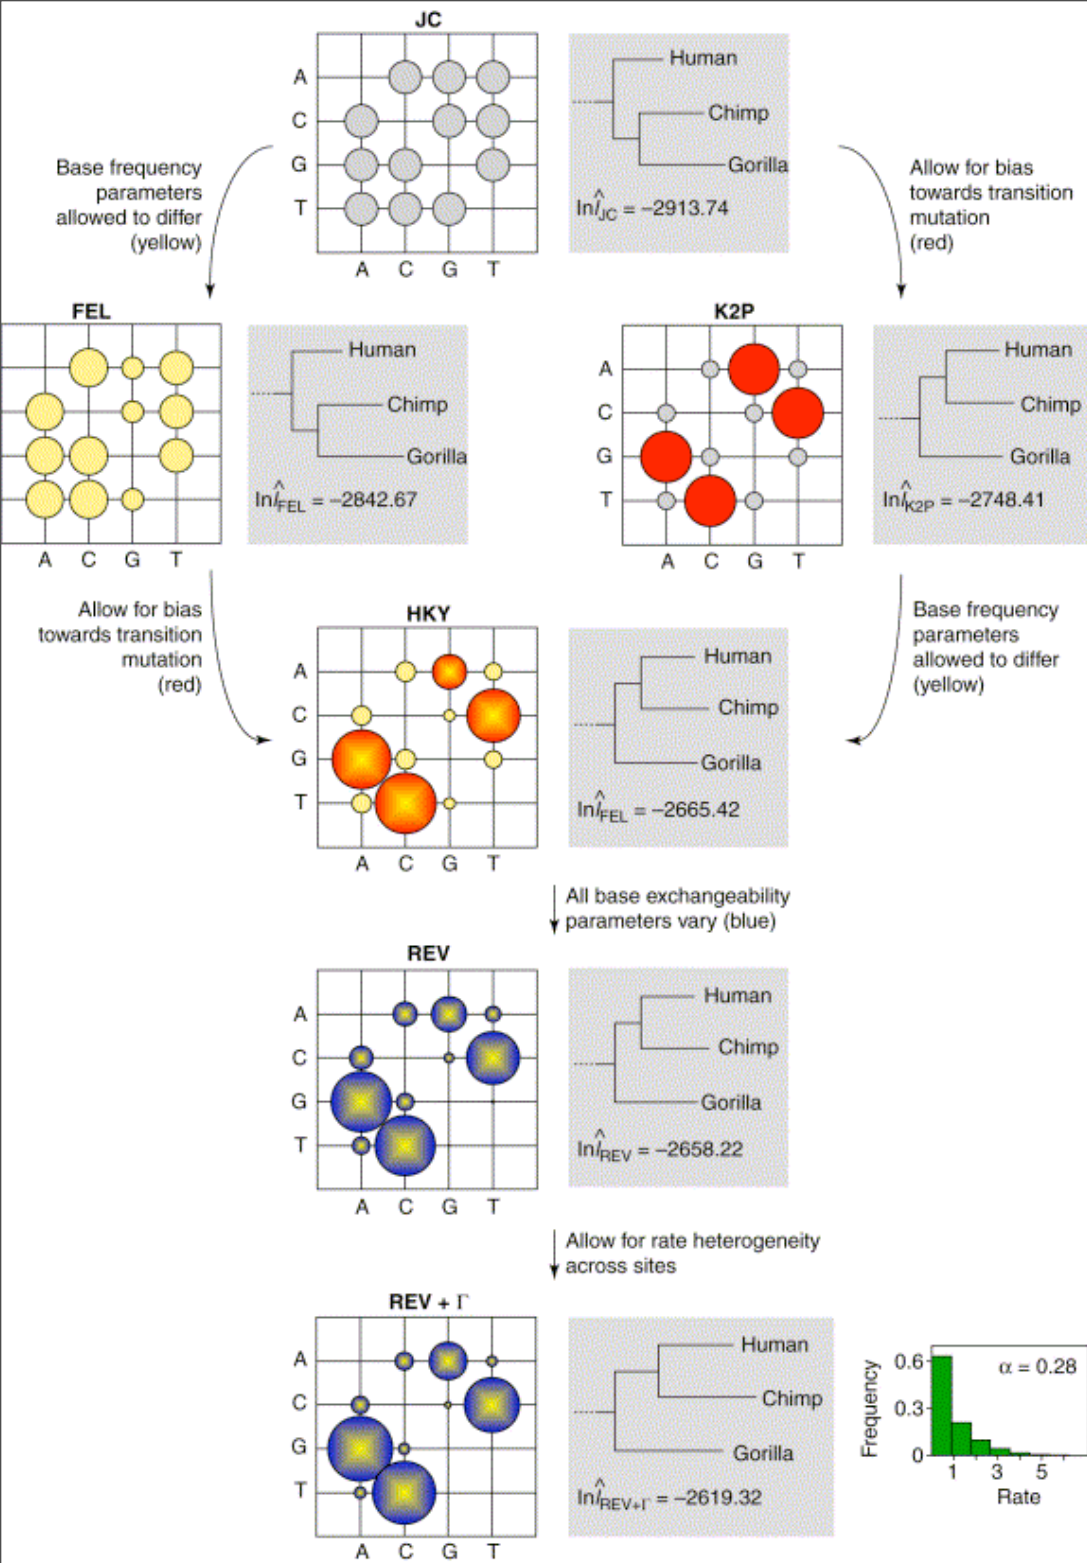 JC
A
C
G
T
A C G T
Human
Chimp
Gorilla
ln l̂JC = –2913.74
Base frequency
parameters
allowed to differ
(yellow)
Allow for bias
towards transition
mutation
(red)
FEL
A C G T
Human
Chimp
Gorilla
ln l̂FEL = –2842.67
K2P
A
C
G
T
A C G T
Human
Chimp
Gorilla
ln l̂K2P = –2748.41
Allow for bias
towards transition
mutation
(red)
HKY
A
C
G
T
A C G T
Human
Chimp
Gorilla
ln l̂FEL = –2665.42
Base frequency
parameters
allowed to differ
(yellow)
All base exchangeability
parameters vary (blue)
REV
A
C
G
T
A C G T
Human
Chimp
Gorilla
ln l̂REV = –2658.22
Allow for rate heterogeneity
across sites
REV + Γ
A
C
G
T
A C G T
Human
Chimp
Gorilla
ln l̂REV+Γ = –2619.32
Frequency
0.6
0.3
0
α = 0.28
1 3 5
Rate